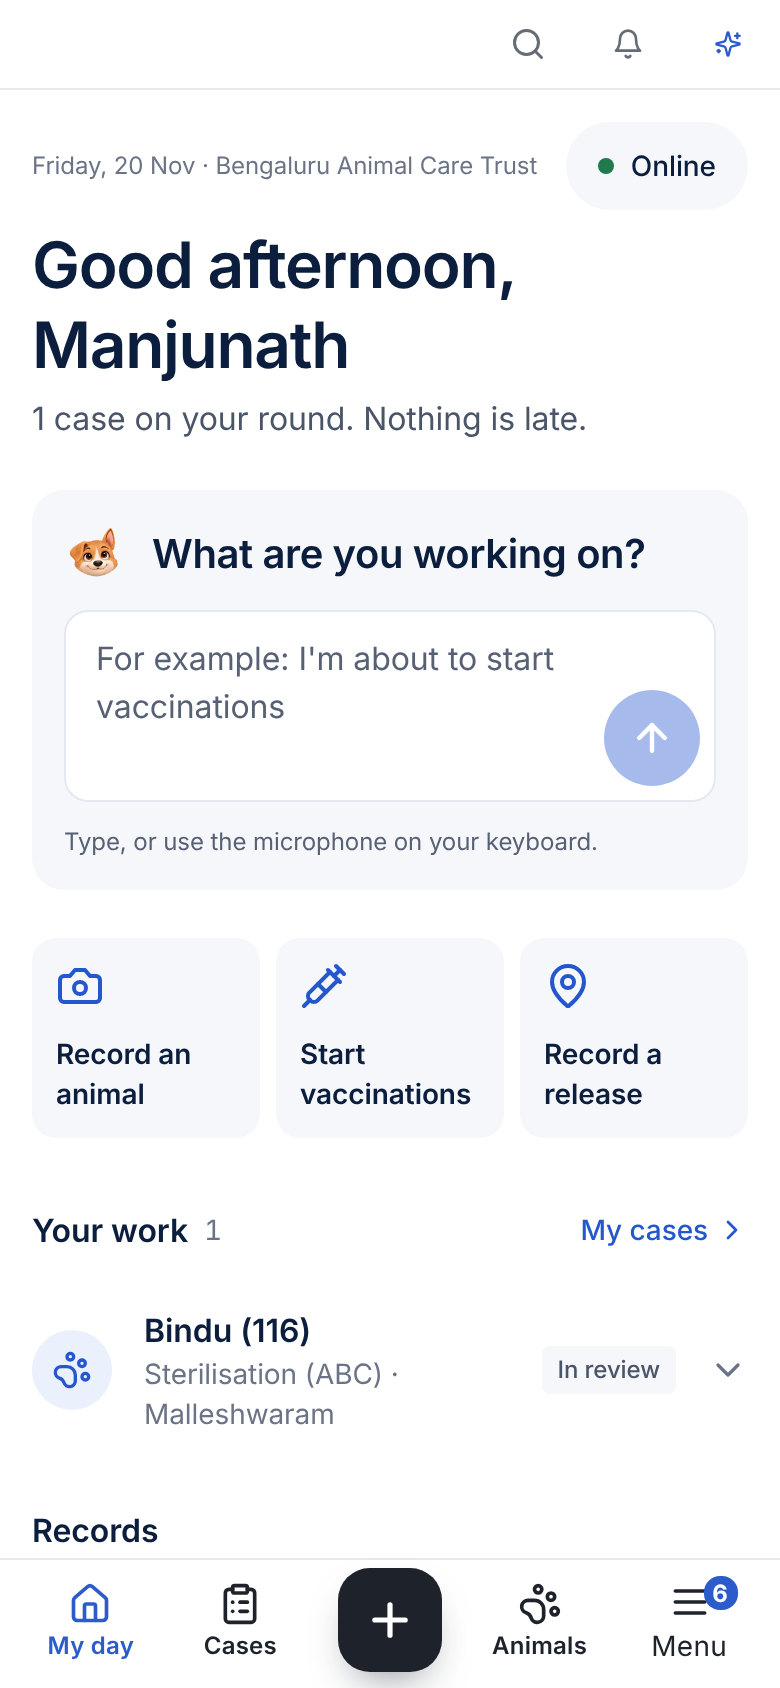 Friday, 20 Nov · Bengaluru Animal Care Trust
Online
Good afternoon,
Manjunath
1 case on your round. Nothing is late.
What are you working on?
For example: I'm about to start
vaccinations
Type, or use the microphone on your keyboard.
Record an
animal
Start
vaccinations
Record a
release
Your work 1
My cases
Bindu (116)
Sterilisation (ABC) ·
Malleshwaram
In review
Records
My day
Cases
Animals
Menu
6